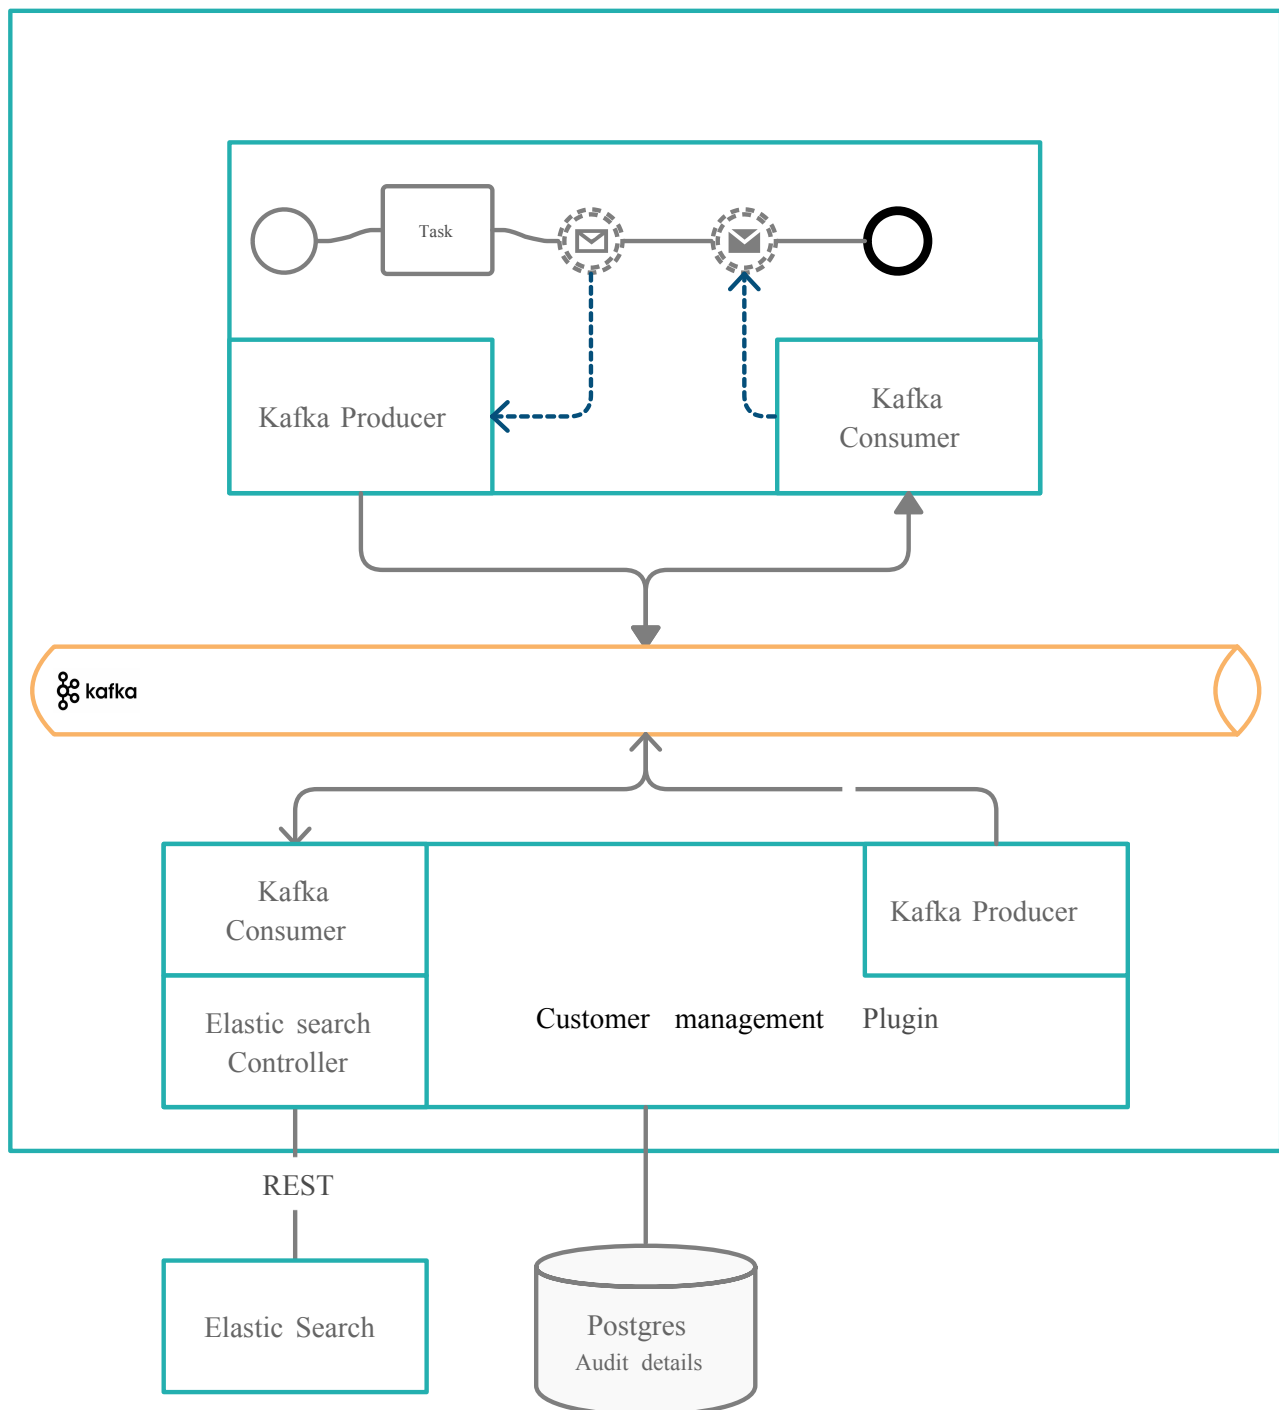 Task
Kafka Producer
Kafka
Consumer
kafka
Kafka
Consumer
Kafka Producer
Elastic search
Controller
Customer management Plugin
REST
Elastic Search
Postgres
Audit details